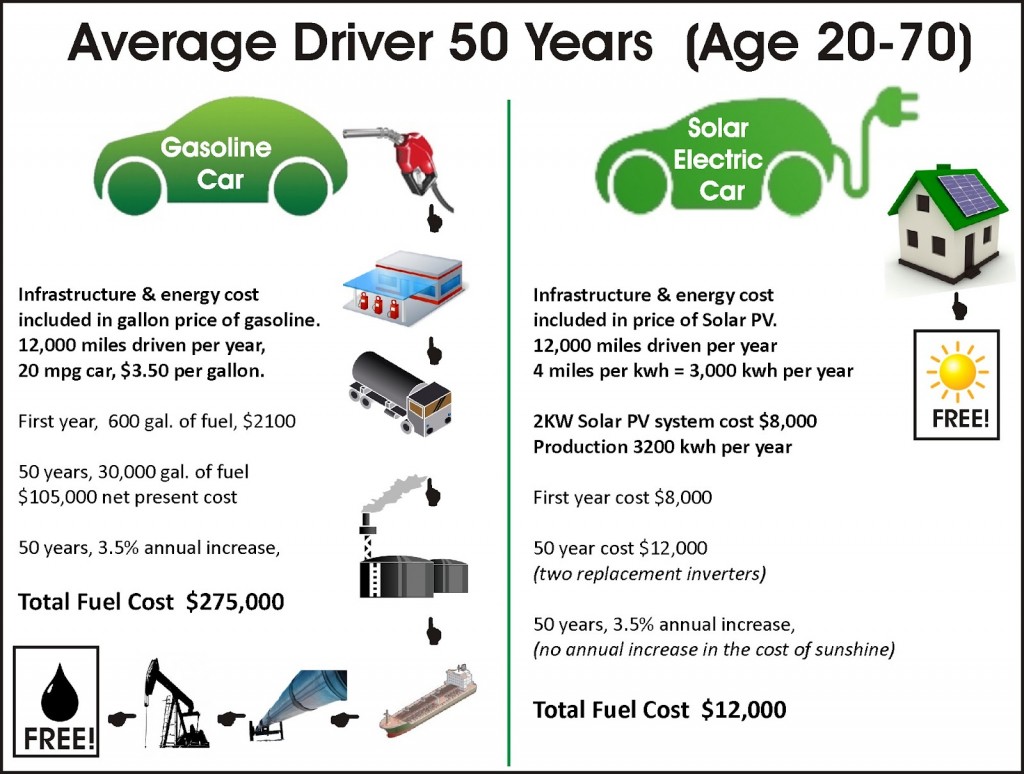 Average Driver 50 Years (Age 20-70)
Gasoline
Car
Infrastructure & energy cost
included in gallon price of gasoline.
12,000 miles driven per year,
20 mpg car, $3.50 per gallon.
First year, 600 gal. of fuel, $2100
50 years, 30,000 gal. of fuel
$105,000 net present cost
50 years, 3.5% annual increase,
Total Fuel Cost $275,000
FREE!
Solar
Electric
Car
Infrastructure & energy cost
included in price of Solar PV.
12,000 miles driven per year
4 miles per kwh = 3,000 kwh per year
2KW Solar PV system cost $8,000
Production 3200 kwh per year
First year cost $8,000
50 year cost $12,000
(two replacement inverters)
50 years, 3.5% annual increase,
(no annual increase in the cost of sunshine)
Total Fuel Cost $12,000
FREE!